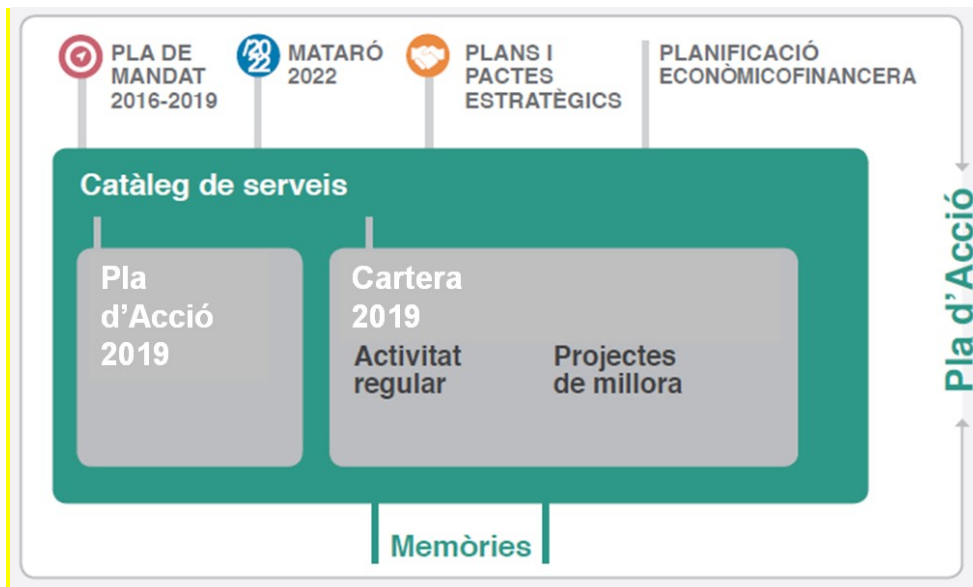 PLA DE
MANDAT
2016-2019
2022
MATARÓ
2022
PLANS I
PACTES
ESTRATÈGICS
PLANIFICACIÓ
ECONÒMICOFINANCERA
Catàleg de serveis
Pla
d’Acció
2019
Cartera
2019
Activitat
regular
Projectes
de millora
Memòries
Pla d’Acció